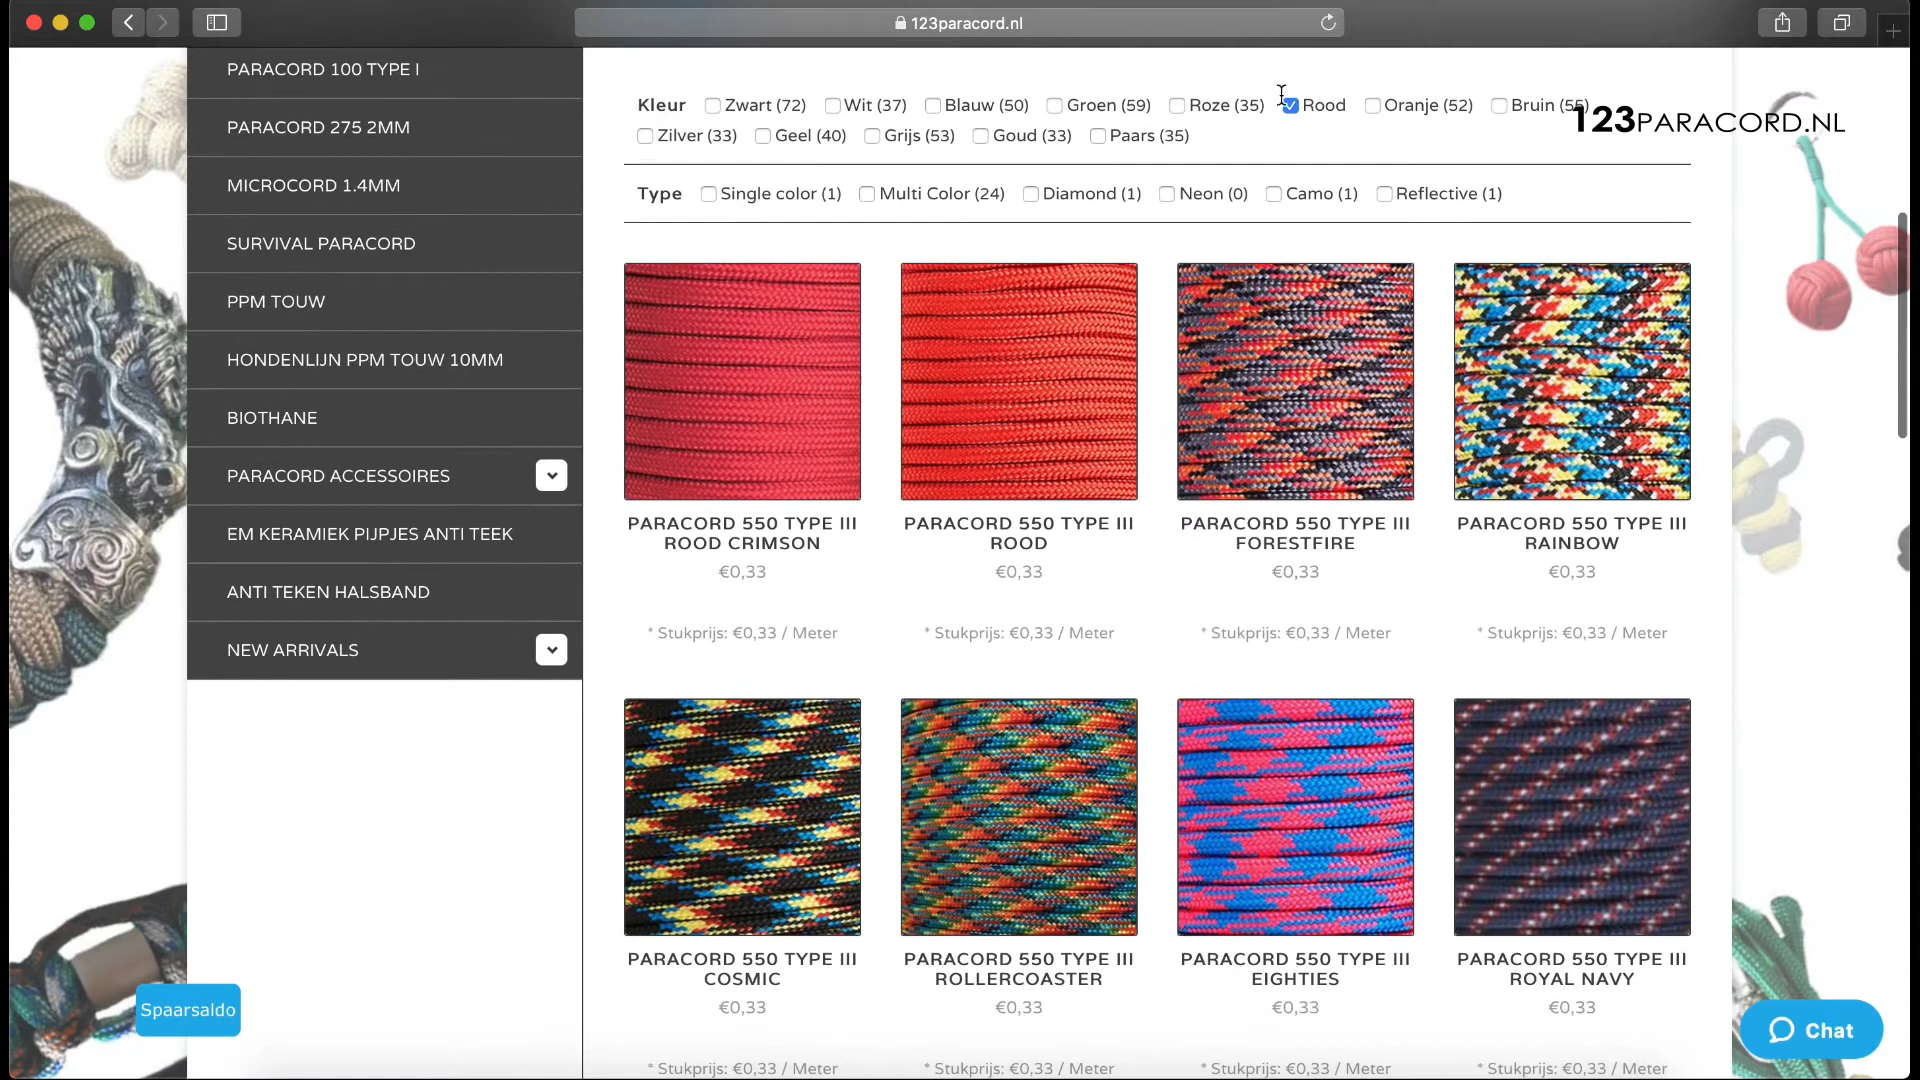 123paracord.nl
PARACORD 100 TYPE I
PARACORD 275 2MM
MICROCORD 1.4MM
SURVIVAL PARACORD
PPM TOUW
HONDENLIJN PPM TOUW 10MM
BIOTHANE
PARACORD ACCESSOIRES
EM KERAMIEK PIJPJES ANTI TEEK
ANTI TEKEN HALSBAND
NEW ARRIVALS
Kleur Zwart (72) Wit (37) Blauw (50) Groen (59) Roze (35) Rood Oranje (52) Bruin (55)
Zilver (33) Geel (40) Grijs (53) Goud (33) Paars (35)
123PARACORD.NL
Type Single color (1) Multi Color (24) Diamond (1) Neon (0) Camo (1) Reflective (1)
PARACORD 550 TYPE III
ROOD CRIMSON
€0,33
* Stukprijs: €0,33 / Meter
PARACORD 550 TYPE III
ROOD
€0,33
* Stukprijs: €0,33 / Meter
PARACORD 550 TYPE III
FORESTFIRE
€0,33
* Stukprijs: €0,33 / Meter
PARACORD 550 TYPE III
RAINBOW
€0,33
* Stukprijs: €0,33 / Meter
PARACORD 550 TYPE III
COSMIC
€0,33
* Stukprijs: €0,33 / Meter
PARACORD 550 TYPE III
ROLLERCOASTER
€0,33
* Stukprijs: €0,33 / Meter
PARACORD 550 TYPE III
EIGHTIES
€0,33
* Stukprijs: €0,33 / Meter
PARACORD 550 TYPE III
ROYAL NAVY
€0,33
* Stukprijs: €0,33 / Meter
Spaarsaldo
Chat